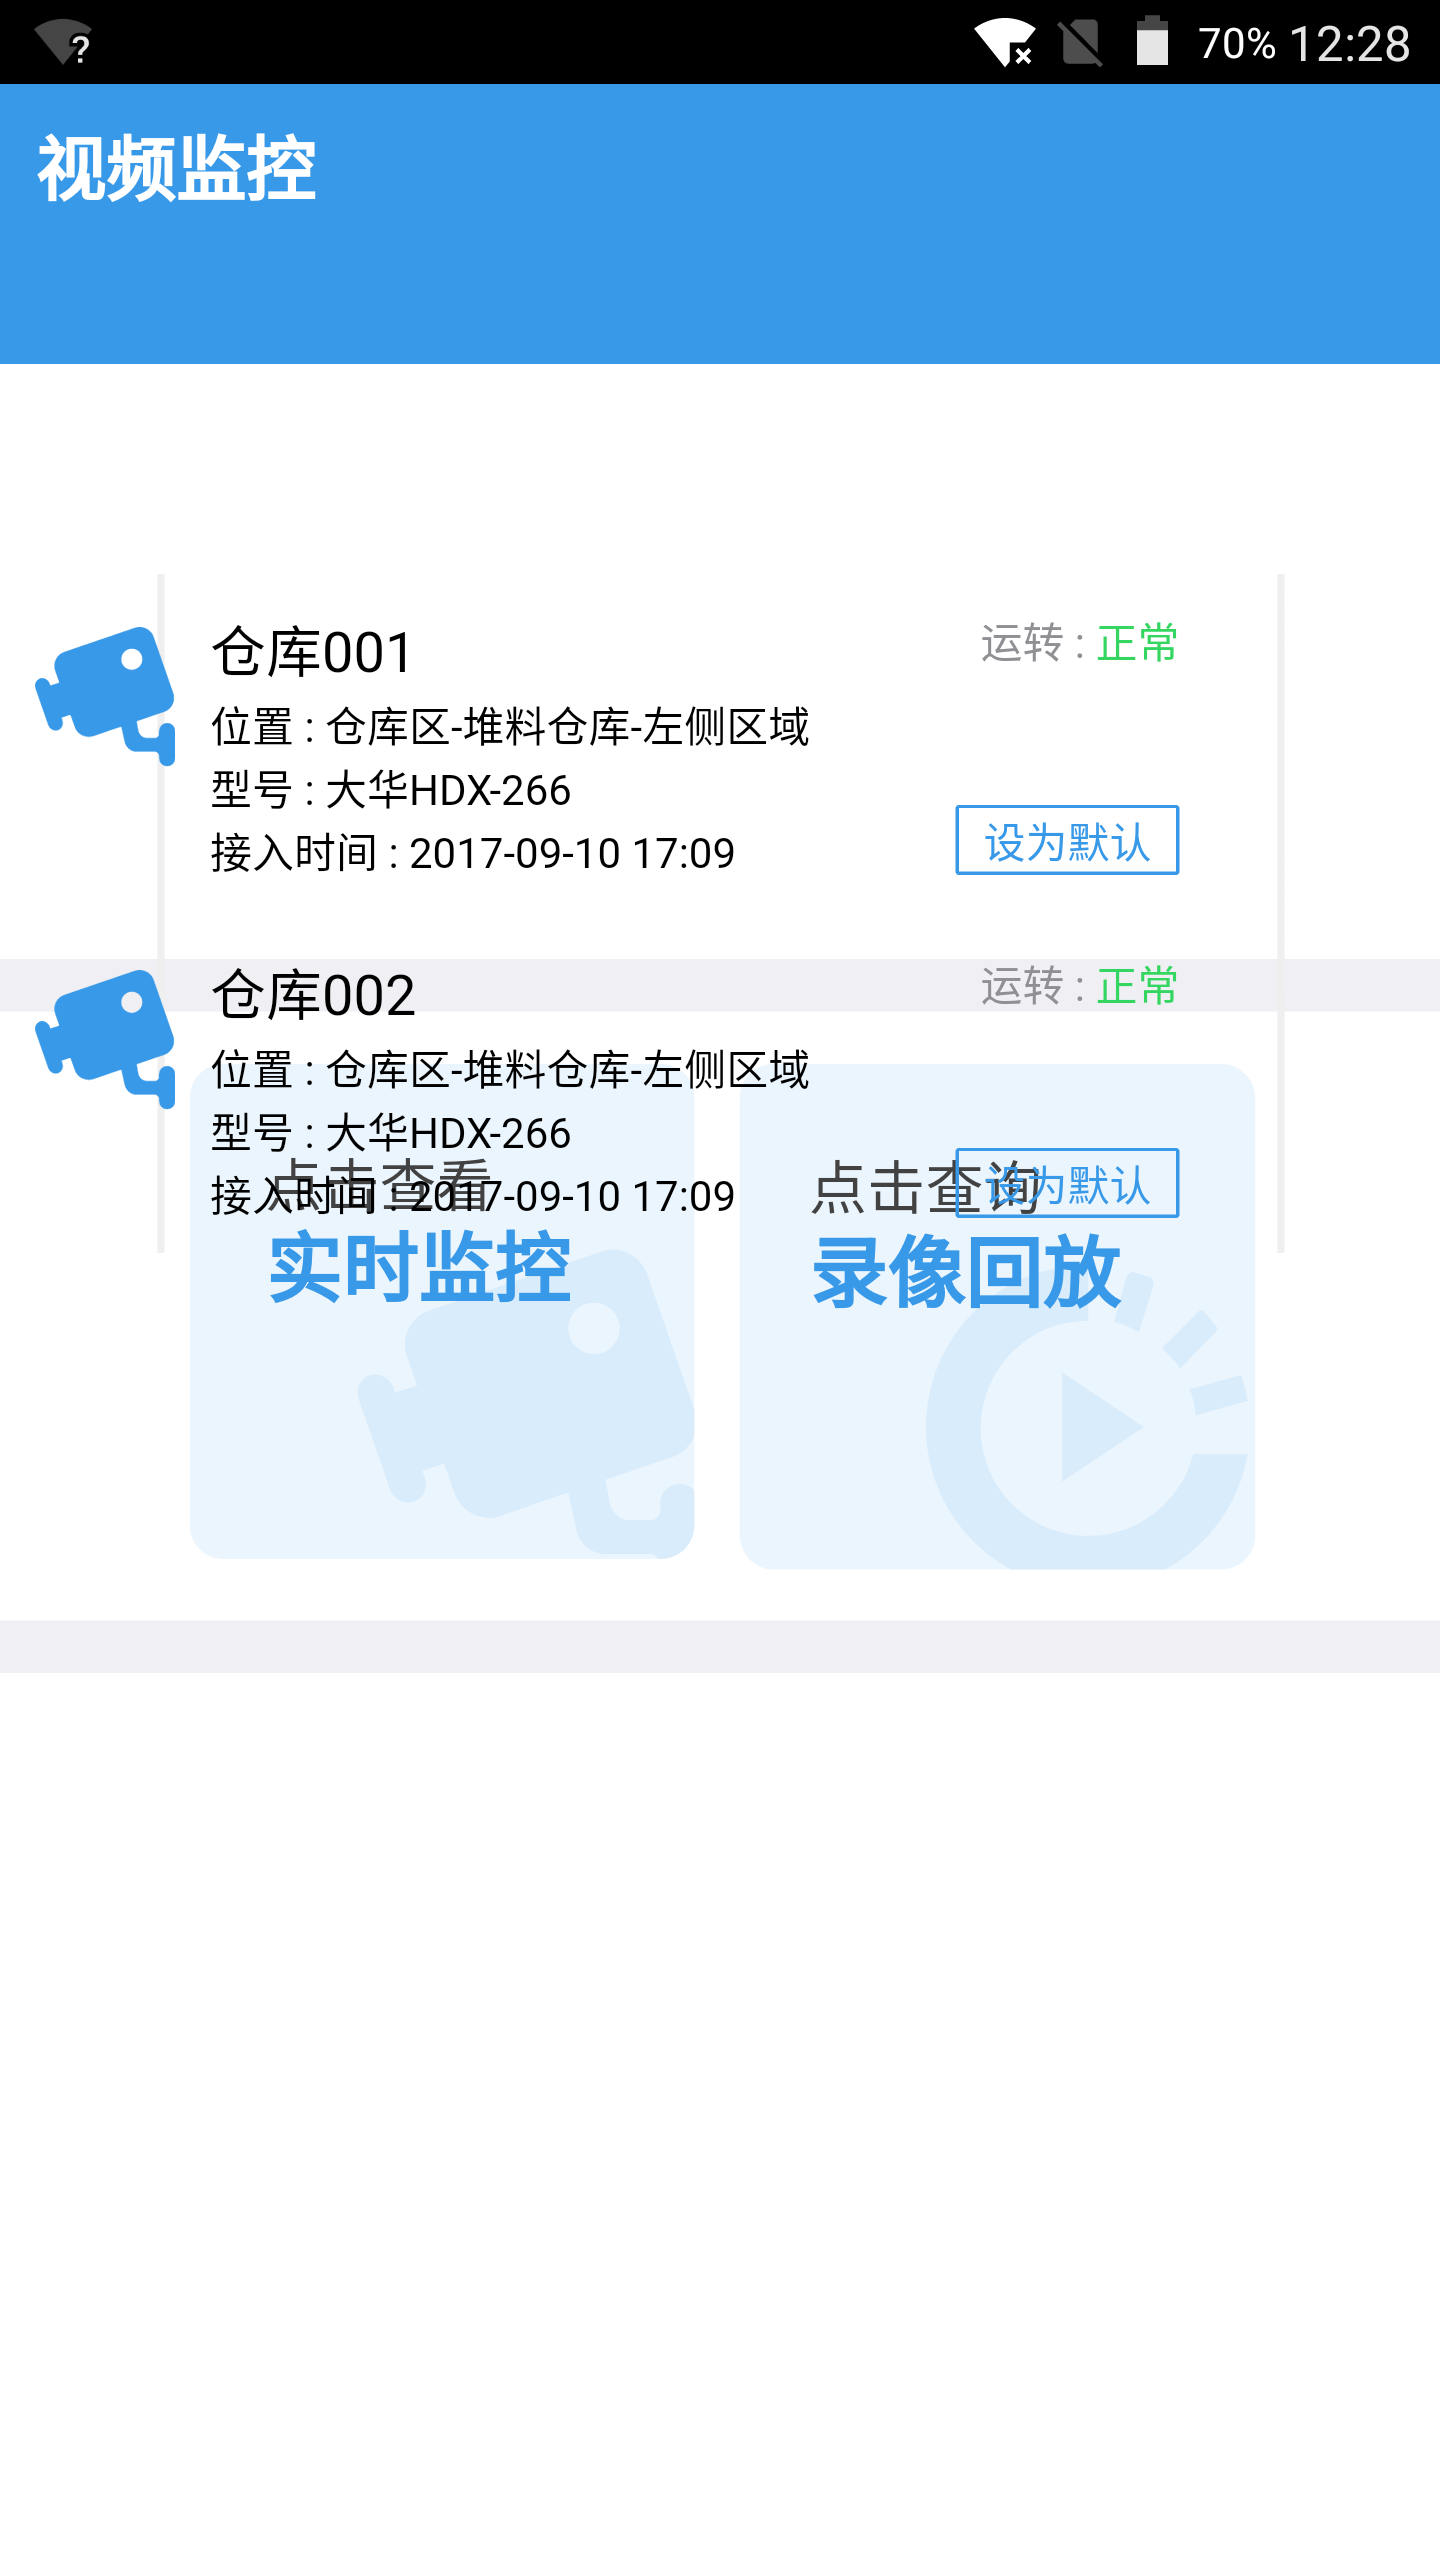 70% 12:28
视频监控
仓库001
运转 : 正常
位置 : 仓库区-堆料仓库-左侧区域
型号 : 大华HDX-266
接入时间 : 2017-09-10 17:09
设为默认
仓库002
运转 : 正常
位置 : 仓库区-堆料仓库-左侧区域
型号 : 大华HDX-266
接入时间 : 2017-09-10 17:09
设为默认
点击查看
实时监控
点击查询
录像回放